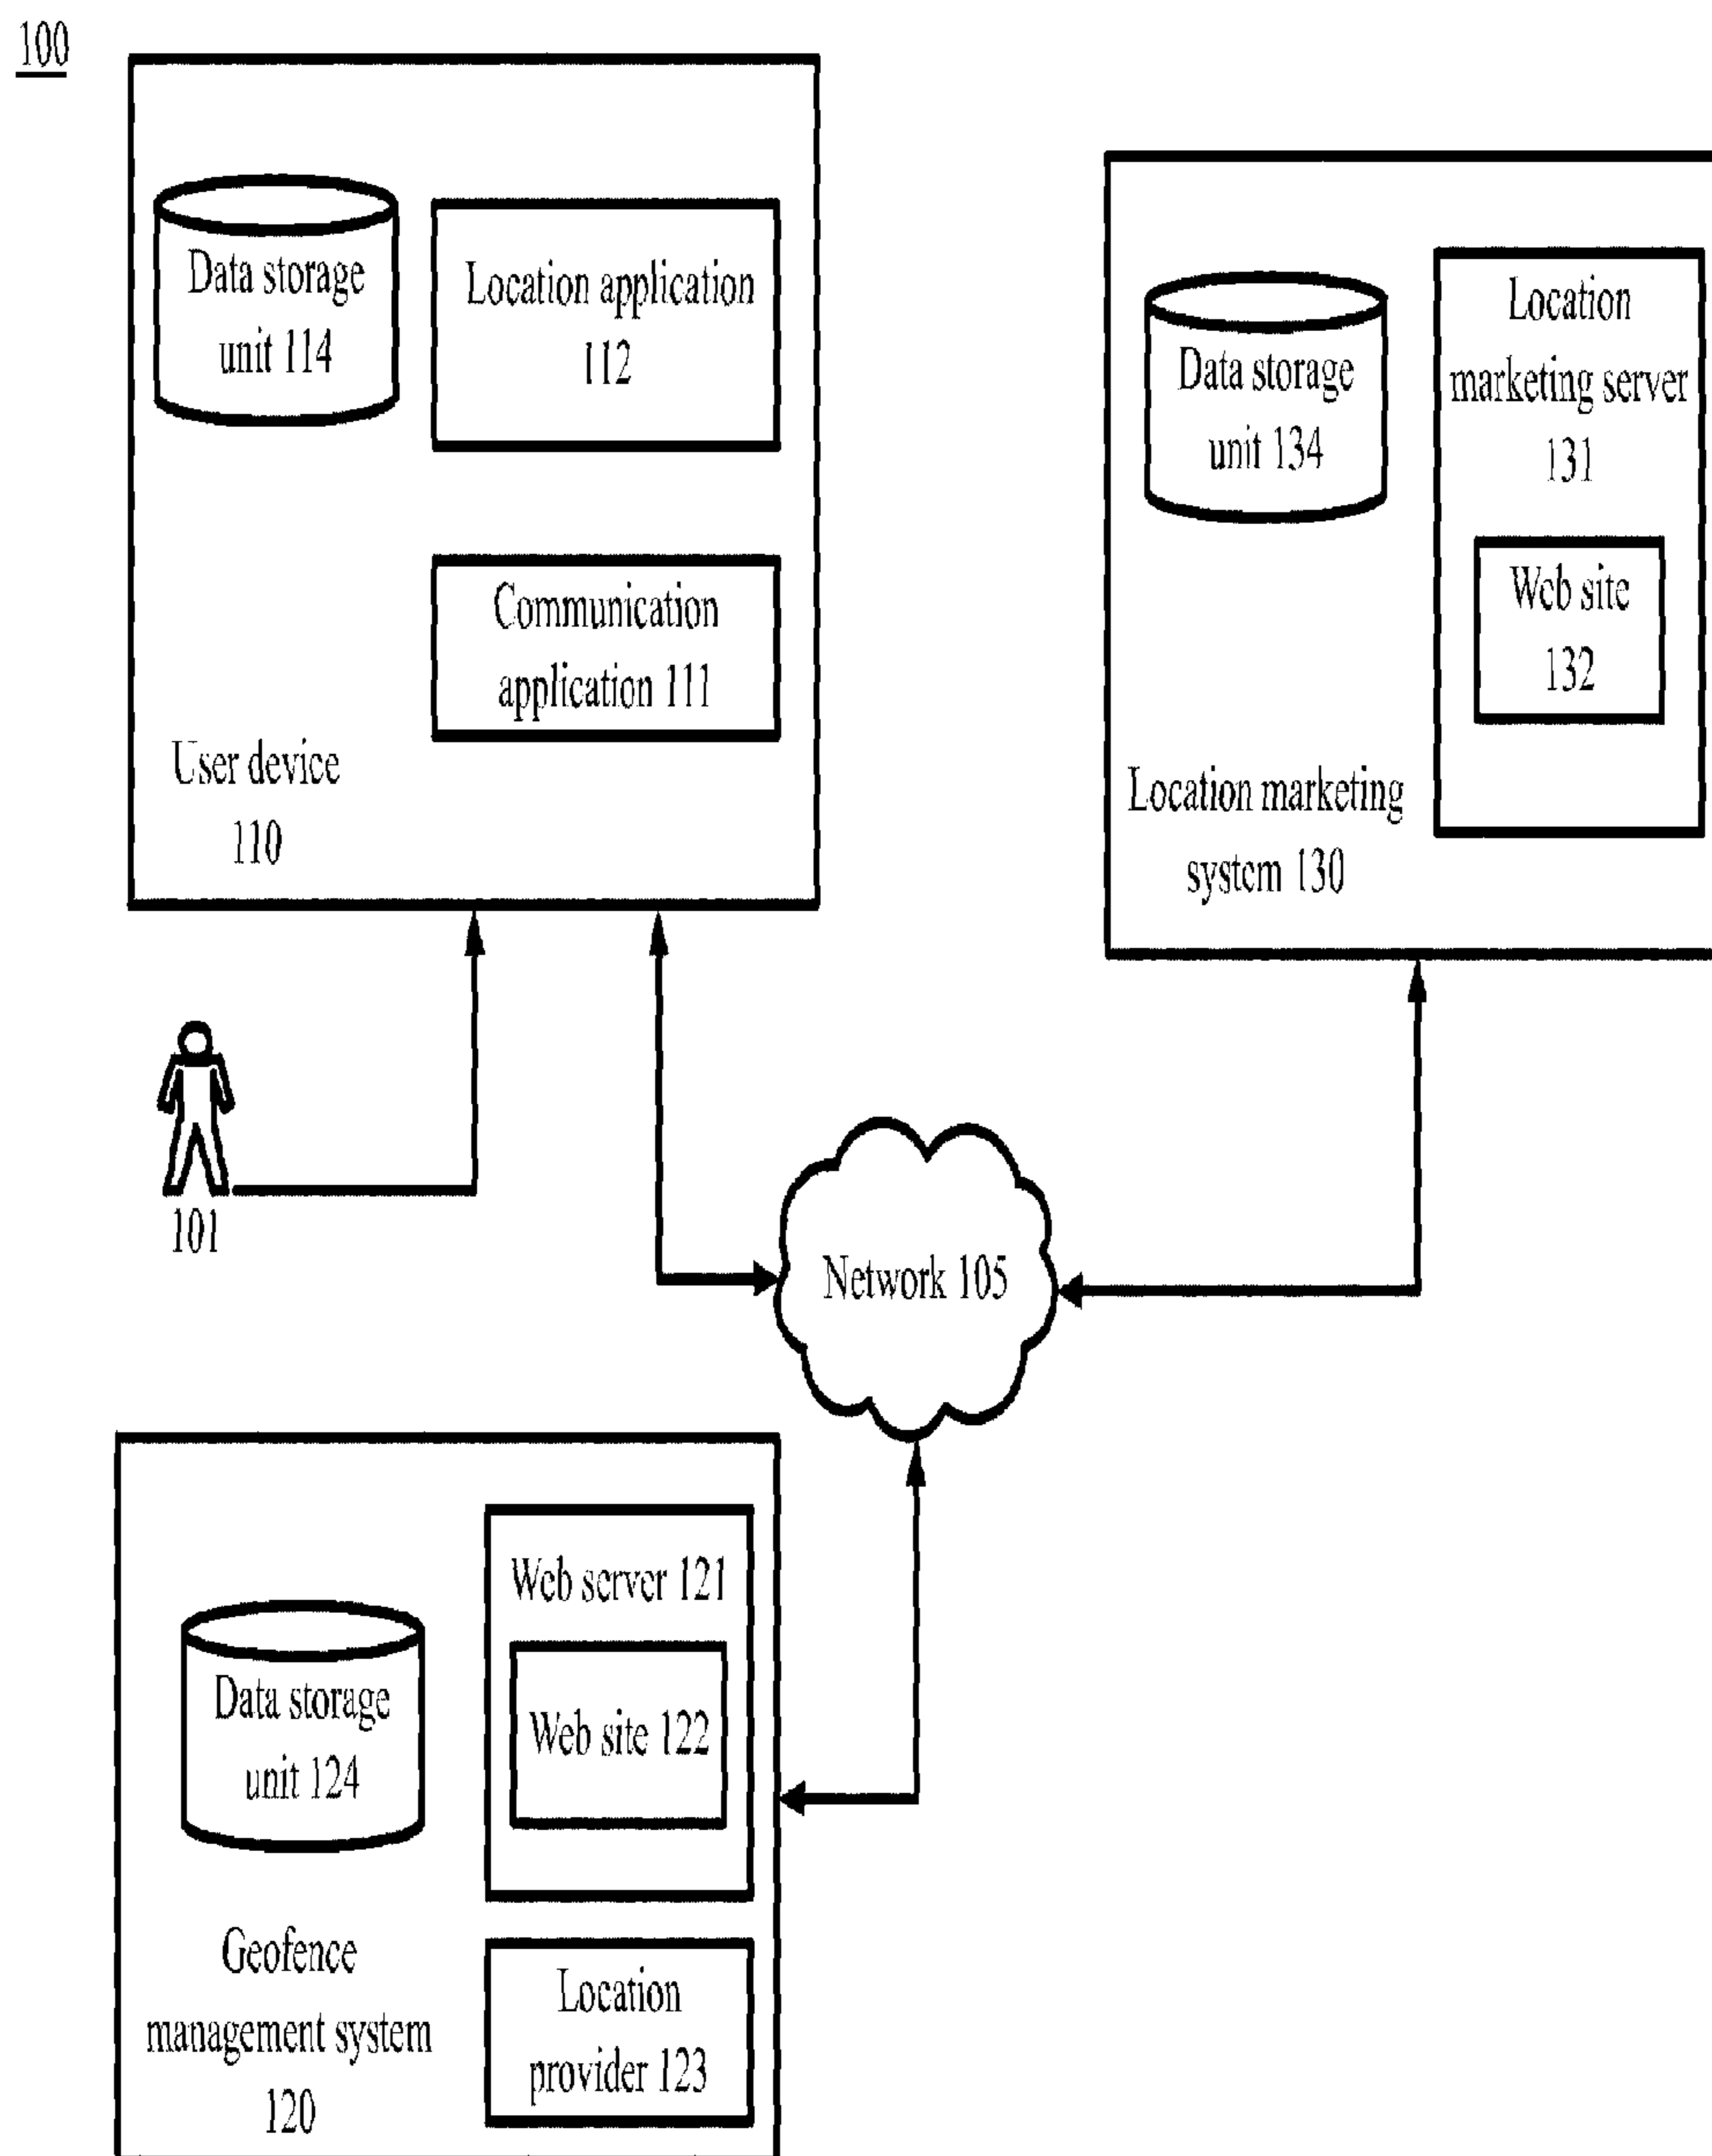 100
Data storage
unit 114
Location application
112
Communication
application 111
User device
110
Data storage
unit 134
Location
marketing server
131
Web site
132
Location marketing
system 130
101
Network 105
Web server 121
Web site 122
Data storage
unit 124
Geofence
management system
120
Location
provider 123